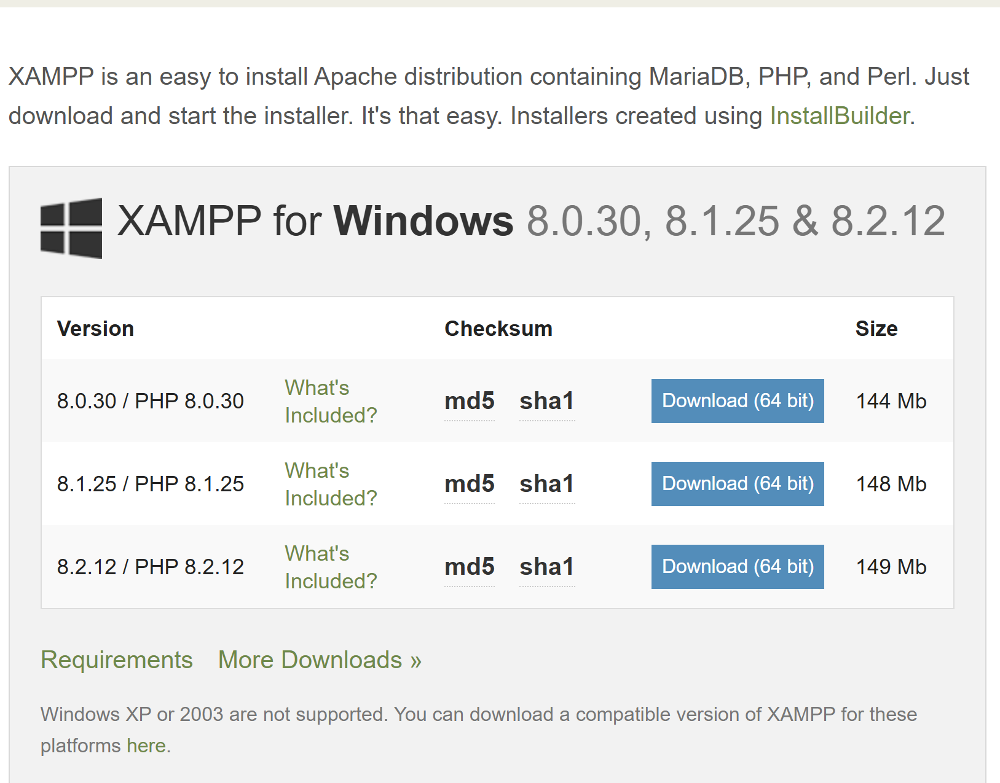 XAMPP is an easy to install Apache distribution containing MariaDB, PHP, and Perl. Just
download and start the installer. It's that easy. Installers created using InstallBuilder.
XAMPP for Windows 8.0.30, 8.1.25 & 8.2.12
Version Checksum Size
8.0.30 / PHP 8.0.30 What's Included? md5 sha1 Download (64 bit) 144 Mb
8.1.25 / PHP 8.1.25 What's Included? md5 sha1 Download (64 bit) 148 Mb
8.2.12 / PHP 8.2.12 What's Included? md5 sha1 Download (64 bit) 149 Mb
Requirements More Downloads »
Windows XP or 2003 are not supported. You can download a compatible version of XAMPP for these
platforms here.